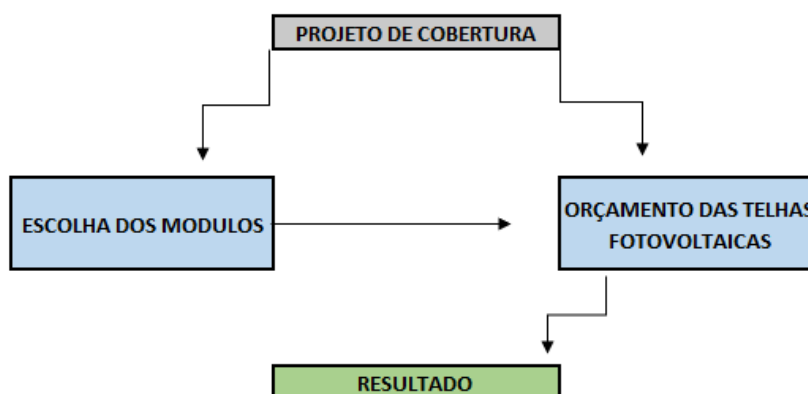 PROJETO DE COBERTURA
ESCOLHA DOS MODULOS
ORÇAMENTO DAS TELHAS
FOTOVOLTAICAS
RESULTADO